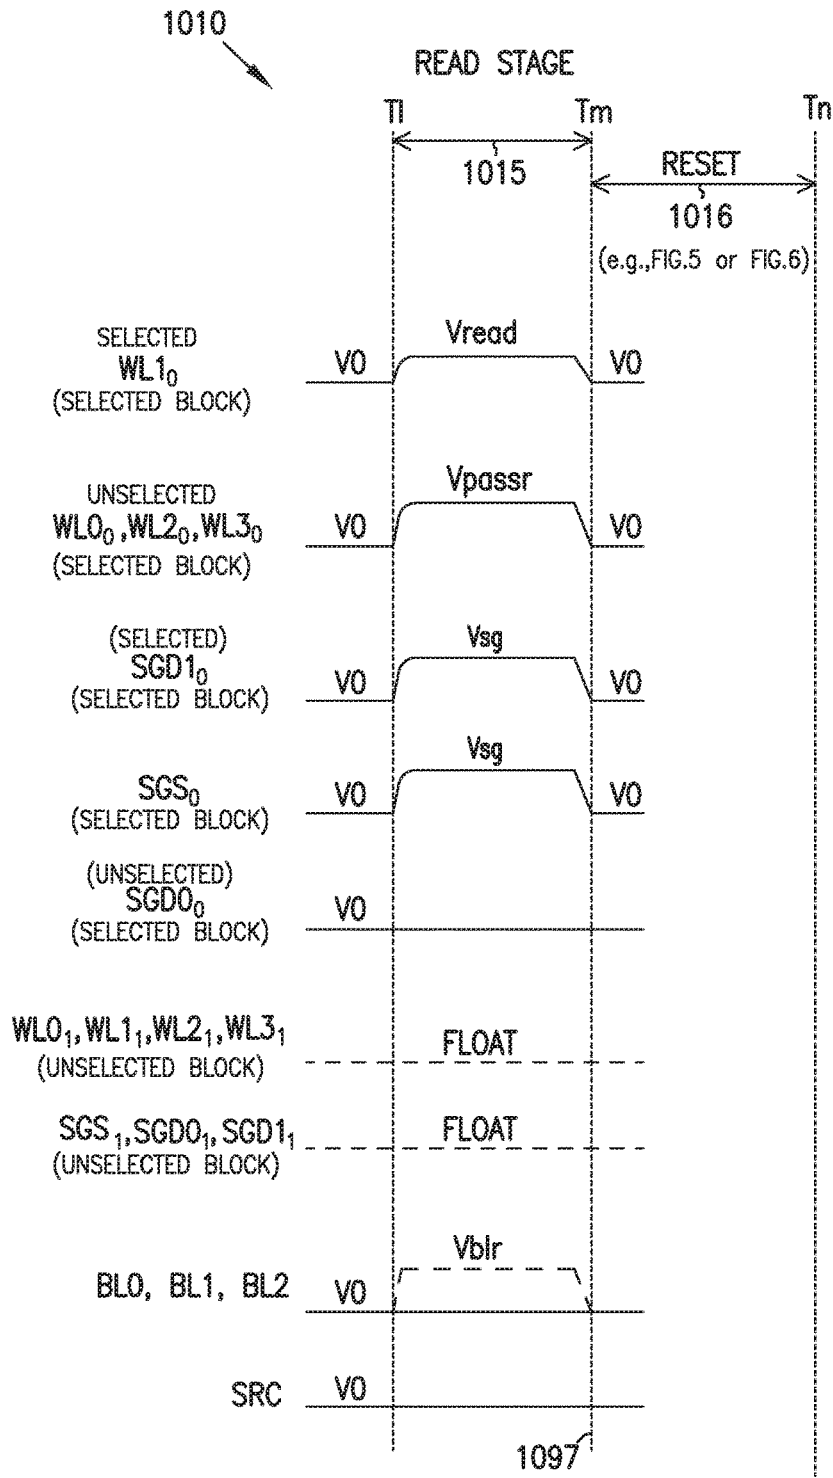 1010
READ STAGE
Tl Tm Tn
1015
RESET
1016
(e.g.,FIG.5 or FIG.6)
SELECTED
WL1₀
(SELECTED BLOCK)
V0 Vread V0
UNSELECTED
WL0₀,WL2₀,WL3₀
(SELECTED BLOCK)
V0 Vpassr V0
(SELECTED)
SGD1₀
(SELECTED BLOCK)
V0 Vsg V0
SGS₀
(SELECTED BLOCK)
V0 Vsg V0
(UNSELECTED)
SGD0₀
(SELECTED BLOCK)
V0
WL0₁,WL1₁,WL2₁,WL3₁
(UNSELECTED BLOCK)
FLOAT
SGS₁,SGD0₁,SGD1₁
(UNSELECTED BLOCK)
FLOAT
BL0, BL1, BL2
V0 Vblr
SRC V0
1097